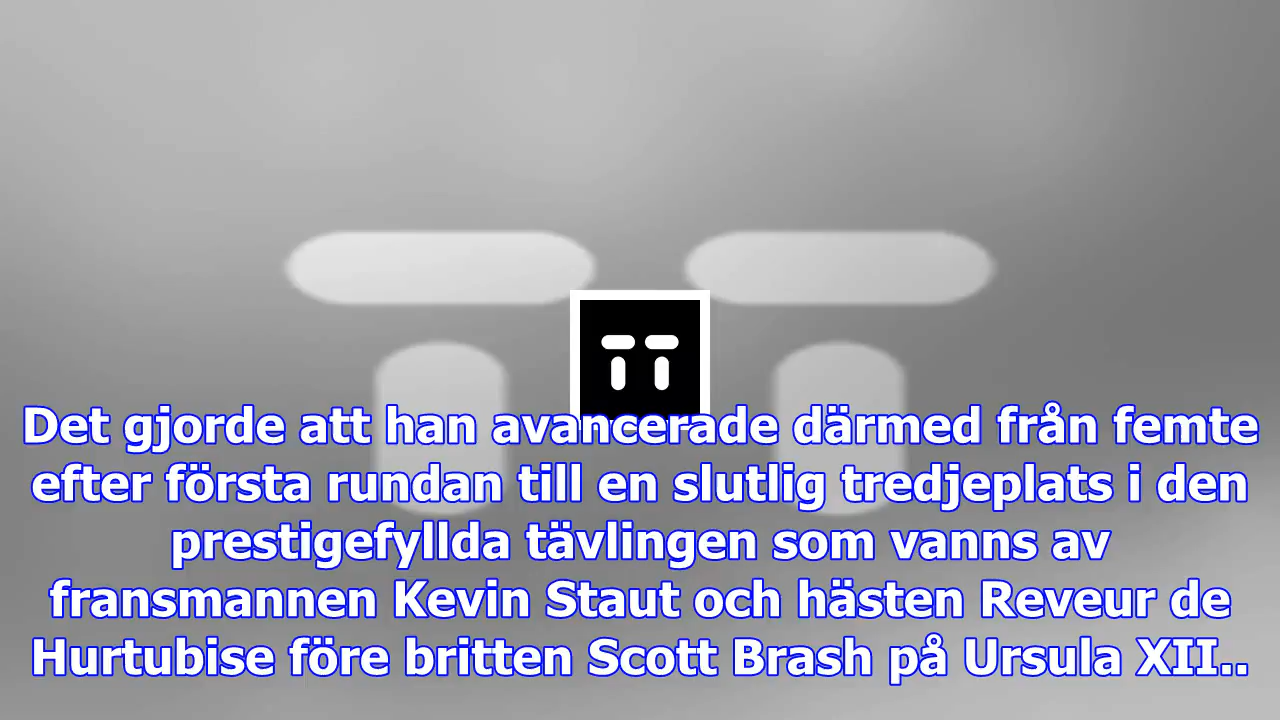 Det gjorde att han avancerade därmed från femte
efter första rundan till en slutlig tredjeplats i den
prestigefyllda tävlingen som vanns av
fransmannen Kevin Staut och hästen Reveur de
Hurtubise före britten Scott Brash på Ursula XII..